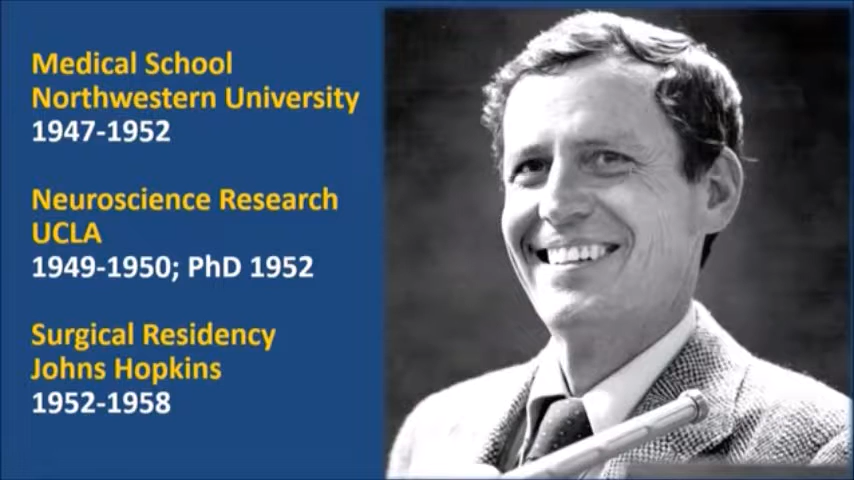 Medical School
Northwestern University
1947-1952
Neuroscience Research
UCLA
1949-1950; PhD 1952
Surgical Residency
Johns Hopkins
1952-1958